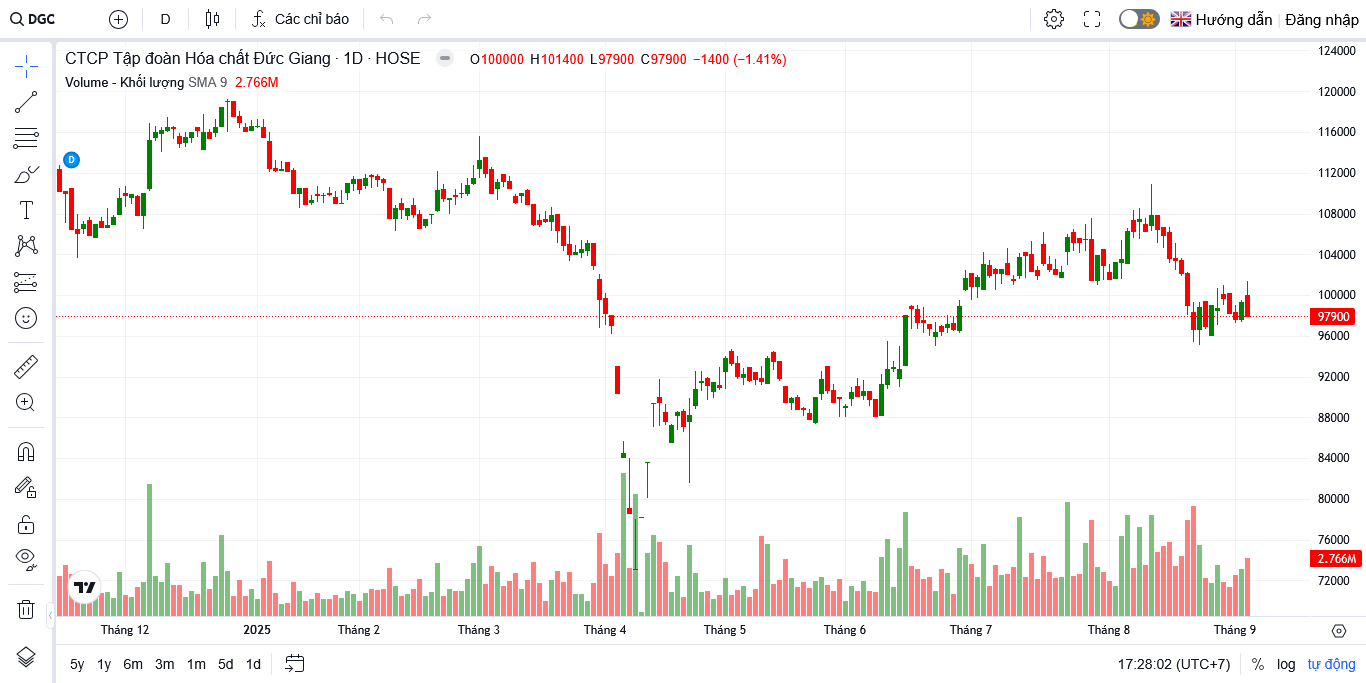 DGC D Các chỉ báo Hướng dẫn Đăng nhập
CTCP Tập đoàn Hóa chất Đức Giang · 1D · HOSE O100000 H101400 L97900 C97900 −1400 (−1.41%)
Volume - Khối lượng SMA 9 2.766M
D
124000
120000
116000
112000
108000
104000
100000
97900
96000
92000
88000
84000
80000
76000
2.766M
72000
Tháng 12 2025 Tháng 2 Tháng 3 Tháng 4 Tháng 5 Tháng 6 Tháng 7 Tháng 8 Tháng 9
5y 1y 6m 3m 1m 5d 1d 17:28:02 (UTC+7) % log tự động